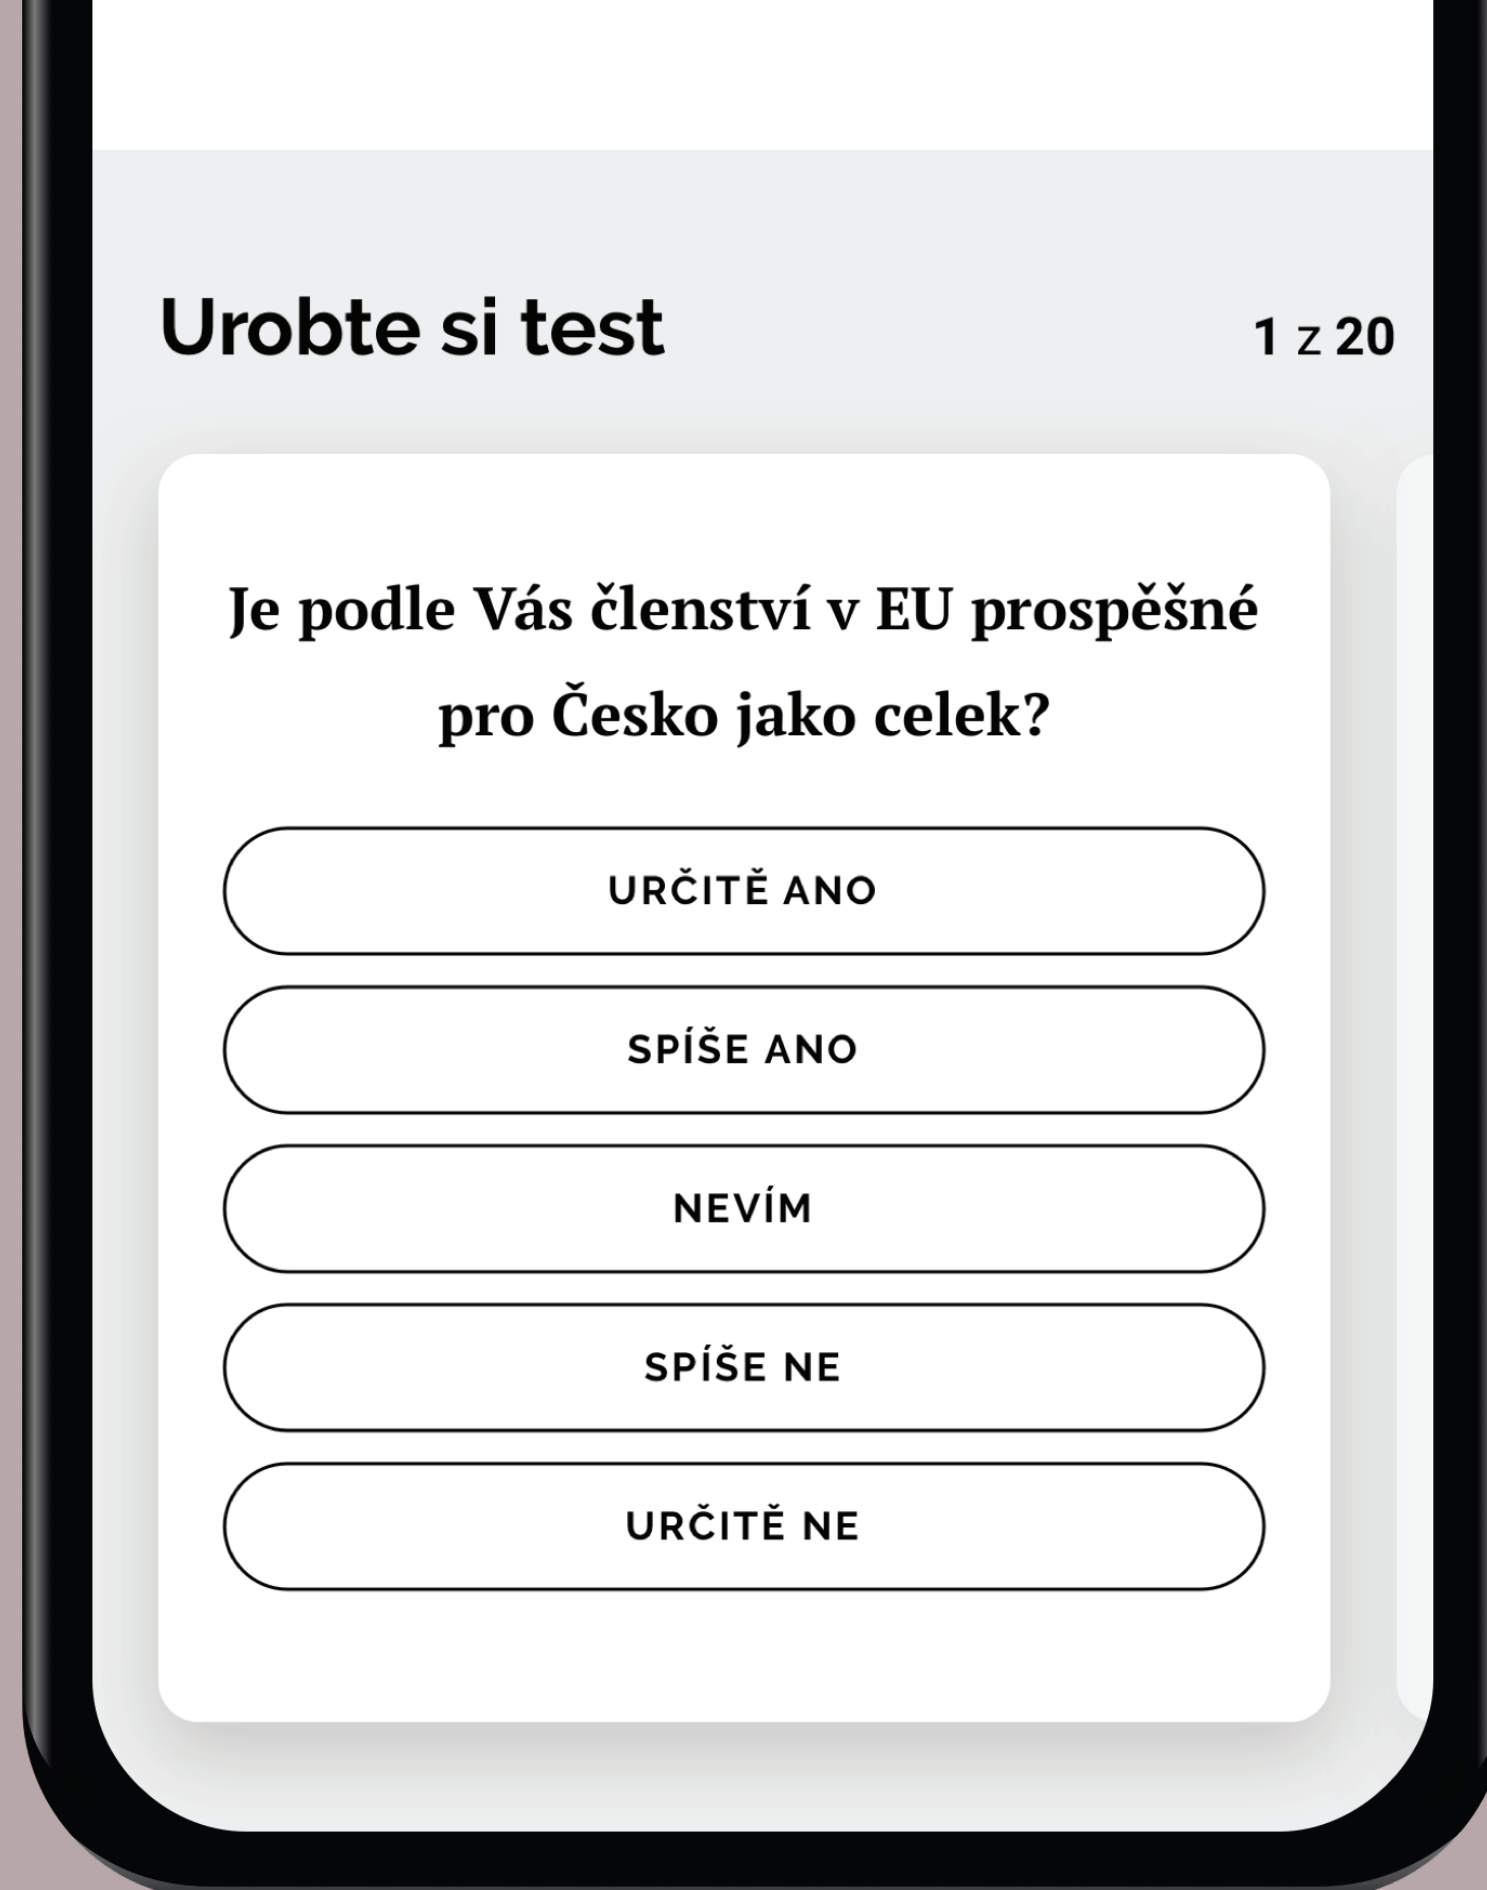 Urobte si test
1 z 20
Je podle Vás členství v EU prospěšné
pro Česko jako celek?
URČITĚ ANO
SPÍŠE ANO
NEVÍM
SPÍŠE NE
URČITĚ NE